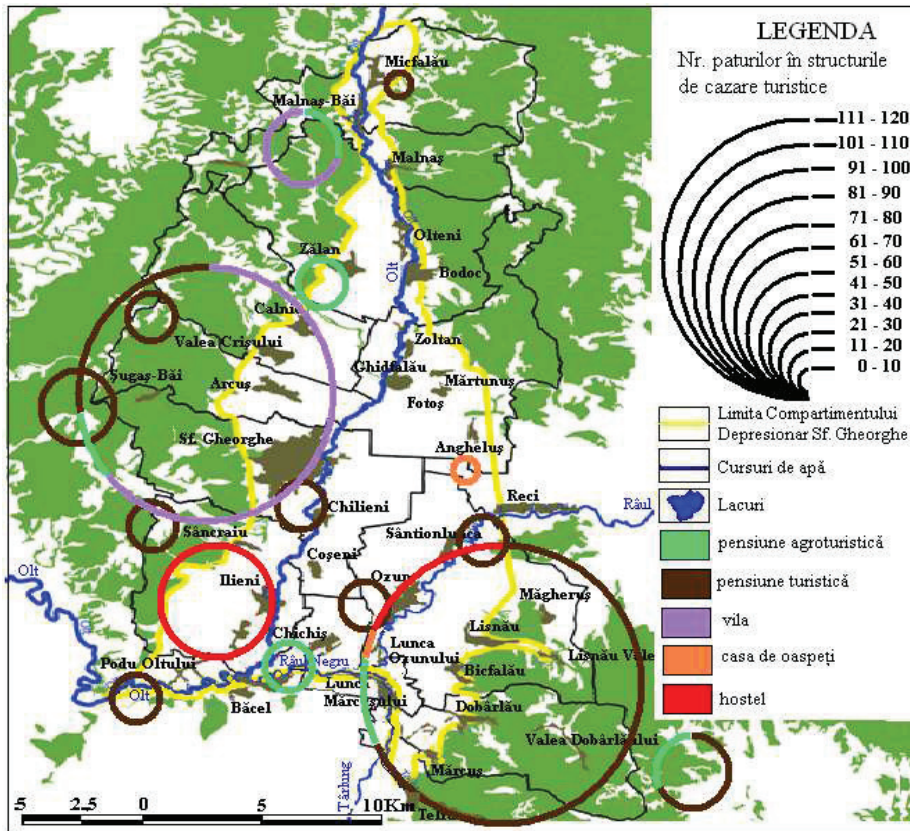 LEGENDA
Nr. paturilor în structurile
de cazare turistice
111 - 120
101 - 110
91 - 100
81 - 90
71 - 80
61 - 70
51 - 60
41 - 50
31 - 40
21 - 30
11 - 20
0 - 10
Limita Compartimentului
Depresionar Sf. Gheorghe
Cursuri de apă
Lacuri
pensiune agroturistică
pensiune turistică
vila
casa de oaspeți
hostel
Micfalău
Malnaș-Băi
Malnaș
Olteni
Zălan
Olt
Bodoc
Calnic
Valea Crișului
Zoltan
Ghidfalău
Șugaș-Băi
Arcuș
Mărtunuș
Fotoș
Sf. Gheorghe
Angheluș
Reci
Râul
Chilieni
Sâncraiu
Coșeni
Sântionlunca
Olt
Ilieni
Ozun
Măgheruș
Lisnău
Chichiș
Lunca
Ozunului
Lisnău Vale
Podu Oltului
Râul Negru
Bicfalău
Olt
Lunca
Mărcușului
Băcel
Dobârlău
Valea Dobârlăului
Mărcuș
Târlung
5 2.5 0 5 10Km